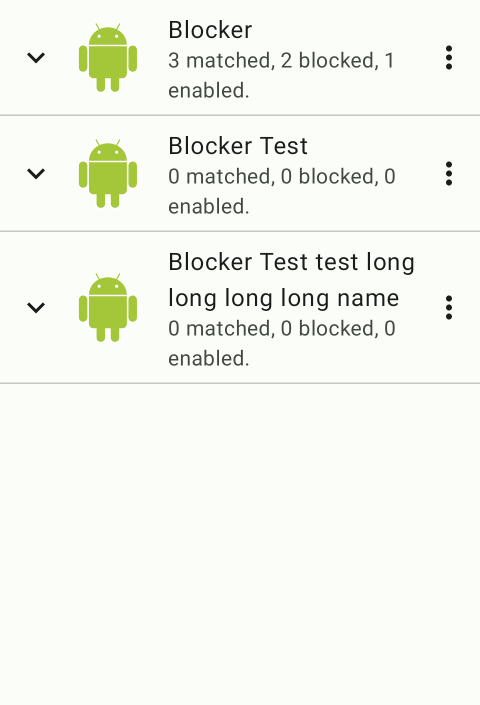 Blocker
3 matched, 2 blocked, 1
enabled.
Blocker Test
0 matched, 0 blocked, 0
enabled.
Blocker Test test long
long long long name
0 matched, 0 blocked, 0
enabled.